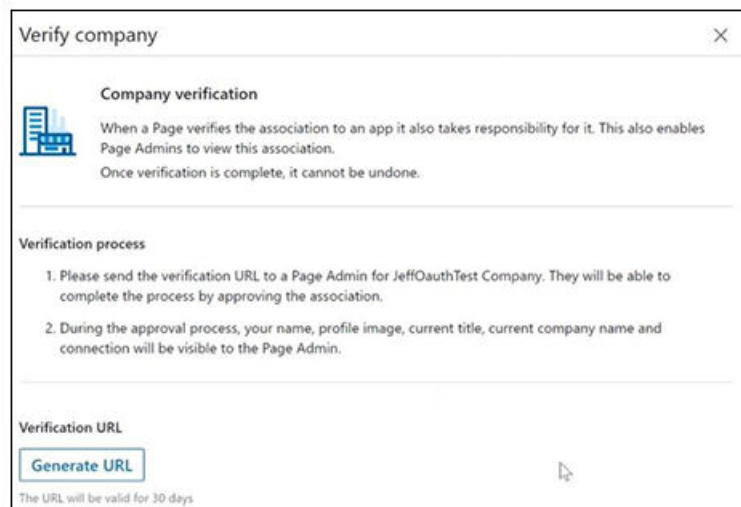 Verify company
Company verification
When a Page verifies the association to an app it also takes responsibility for it. This also enables
Page Admins to view this association.
Once verification is complete, it cannot be undone.
Verification process
1. Please send the verification URL to a Page Admin for JeffOauthTest Company. They will be able to
complete the process by approving the association.
2. During the approval process, your name, profile image, current title, current company name and
connection will be visible to the Page Admin.
Verification URL
Generate URL
The URL will be valid for 30 days